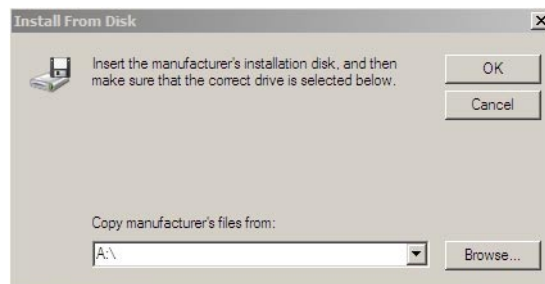 Install From Disk
Insert the manufacturer's installation disk, and then
make sure that the correct drive is selected below.
OK
Cancel
Copy manufacturer's files from:
A:\
Browse...